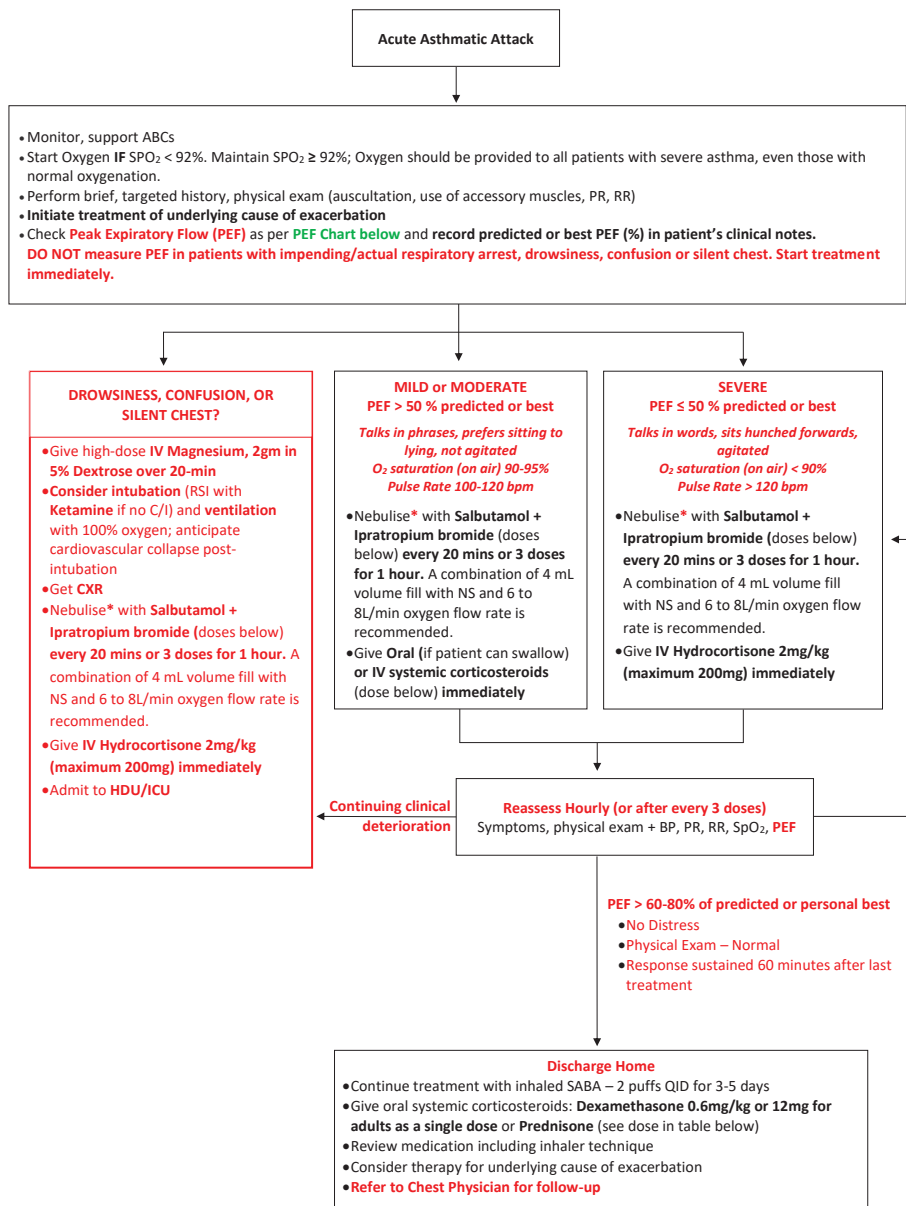 Acute Asthmatic Attack
• Monitor, support ABCs
• Start Oxygen IF SPO₂ < 92%. Maintain SPO₂ ≥ 92%; Oxygen should be provided to all patients with severe asthma, even those with
normal oxygenation.
• Perform brief, targeted history, physical exam (auscultation, use of accessory muscles, PR, RR)
• Initiate treatment of underlying cause of exacerbation
• Check Peak Expiratory Flow (PEF) as per PEF Chart below and record predicted or best PEF (%) in patient's clinical notes.
DO NOT measure PEF in patients with impending/actual respiratory arrest, drowsiness, confusion or silent chest. Start treatment
immediately.
DROWSINESS, CONFUSION, OR
SILENT CHEST?
• Give high-dose IV Magnesium, 2gm in
5% Dextrose over 20-min
• Consider intubation (RSI with
Ketamine if no C/I) and ventilation
with 100% oxygen; anticipate
cardiovascular collapse post-
intubation
• Get CXR
• Nebulise* with Salbutamol +
Ipratropium bromide (doses below)
every 20 mins or 3 doses for 1 hour. A
combination of 4 mL volume fill with
NS and 6 to 8L/min oxygen flow rate is
recommended.
• Give IV Hydrocortisone 2mg/kg
(maximum 200mg) immediately
• Admit to HDU/ICU
MILD or MODERATE
PEF > 50 % predicted or best
Talks in phrases, prefers sitting to
lying, not agitated
O₂ saturation (on air) 90-95%
Pulse Rate 100-120 bpm
• Nebulise* with Salbutamol +
Ipratropium bromide (doses
below) every 20 mins or 3 doses
for 1 hour. A combination of 4 mL
volume fill with NS and 6 to
8L/min oxygen flow rate is
recommended.
• Give Oral (if patient can swallow)
or IV systemic corticosteroids
(dose below) immediately
SEVERE
PEF ≤ 50 % predicted or best
Talks in words, sits hunched forwards,
agitated
O₂ saturation (on air) < 90%
Pulse Rate > 120 bpm
• Nebulise* with Salbutamol +
Ipratropium bromide (doses below)
every 20 mins or 3 doses for 1 hour.
A combination of 4 mL volume fill
with NS and 6 to 8L/min oxygen flow
rate is recommended.
• Give IV Hydrocortisone 2mg/kg
(maximum 200mg) immediately
Continuing clinical
deterioration
Reassess Hourly (or after every 3 doses)
Symptoms, physical exam + BP, PR, RR, SpO₂, PEF
PEF > 60-80% of predicted or personal best
• No Distress
• Physical Exam – Normal
• Response sustained 60 minutes after last
treatment
Discharge Home
• Continue treatment with inhaled SABA – 2 puffs QID for 3-5 days
• Give oral systemic corticosteroids: Dexamethasone 0.6mg/kg or 12mg for
adults as a single dose or Prednisone (see dose in table below)
• Review medication including inhaler technique
• Consider therapy for underlying cause of exacerbation
• Refer to Chest Physician for follow-up